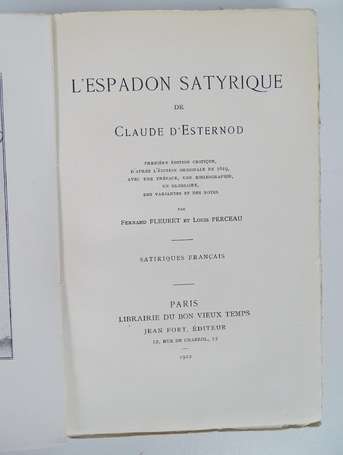 L'ESPADON SATYRIQUE
DE
CLAUDE D'ESTERNOD
PREMIÈRE ÉDITION CRITIQUE,
D'APRÈS L'ÉDITION ORIGINALE DE 1619,
AVEC UNE PRÉFACE, UNE BIBLIOGRAPHIE,
UN GLOSSAIRE,
DES VARIANTES ET DES NOTES
PAR
FERNAND FLEURET ET LOUIS PERCEAU
SATIRIQUES FRANÇAIS
PARIS
LIBRAIRIE DU BON VIEUX TEMPS
JEAN FORT, ÉDITEUR
12, RUE DE CHABROL, 12
1922